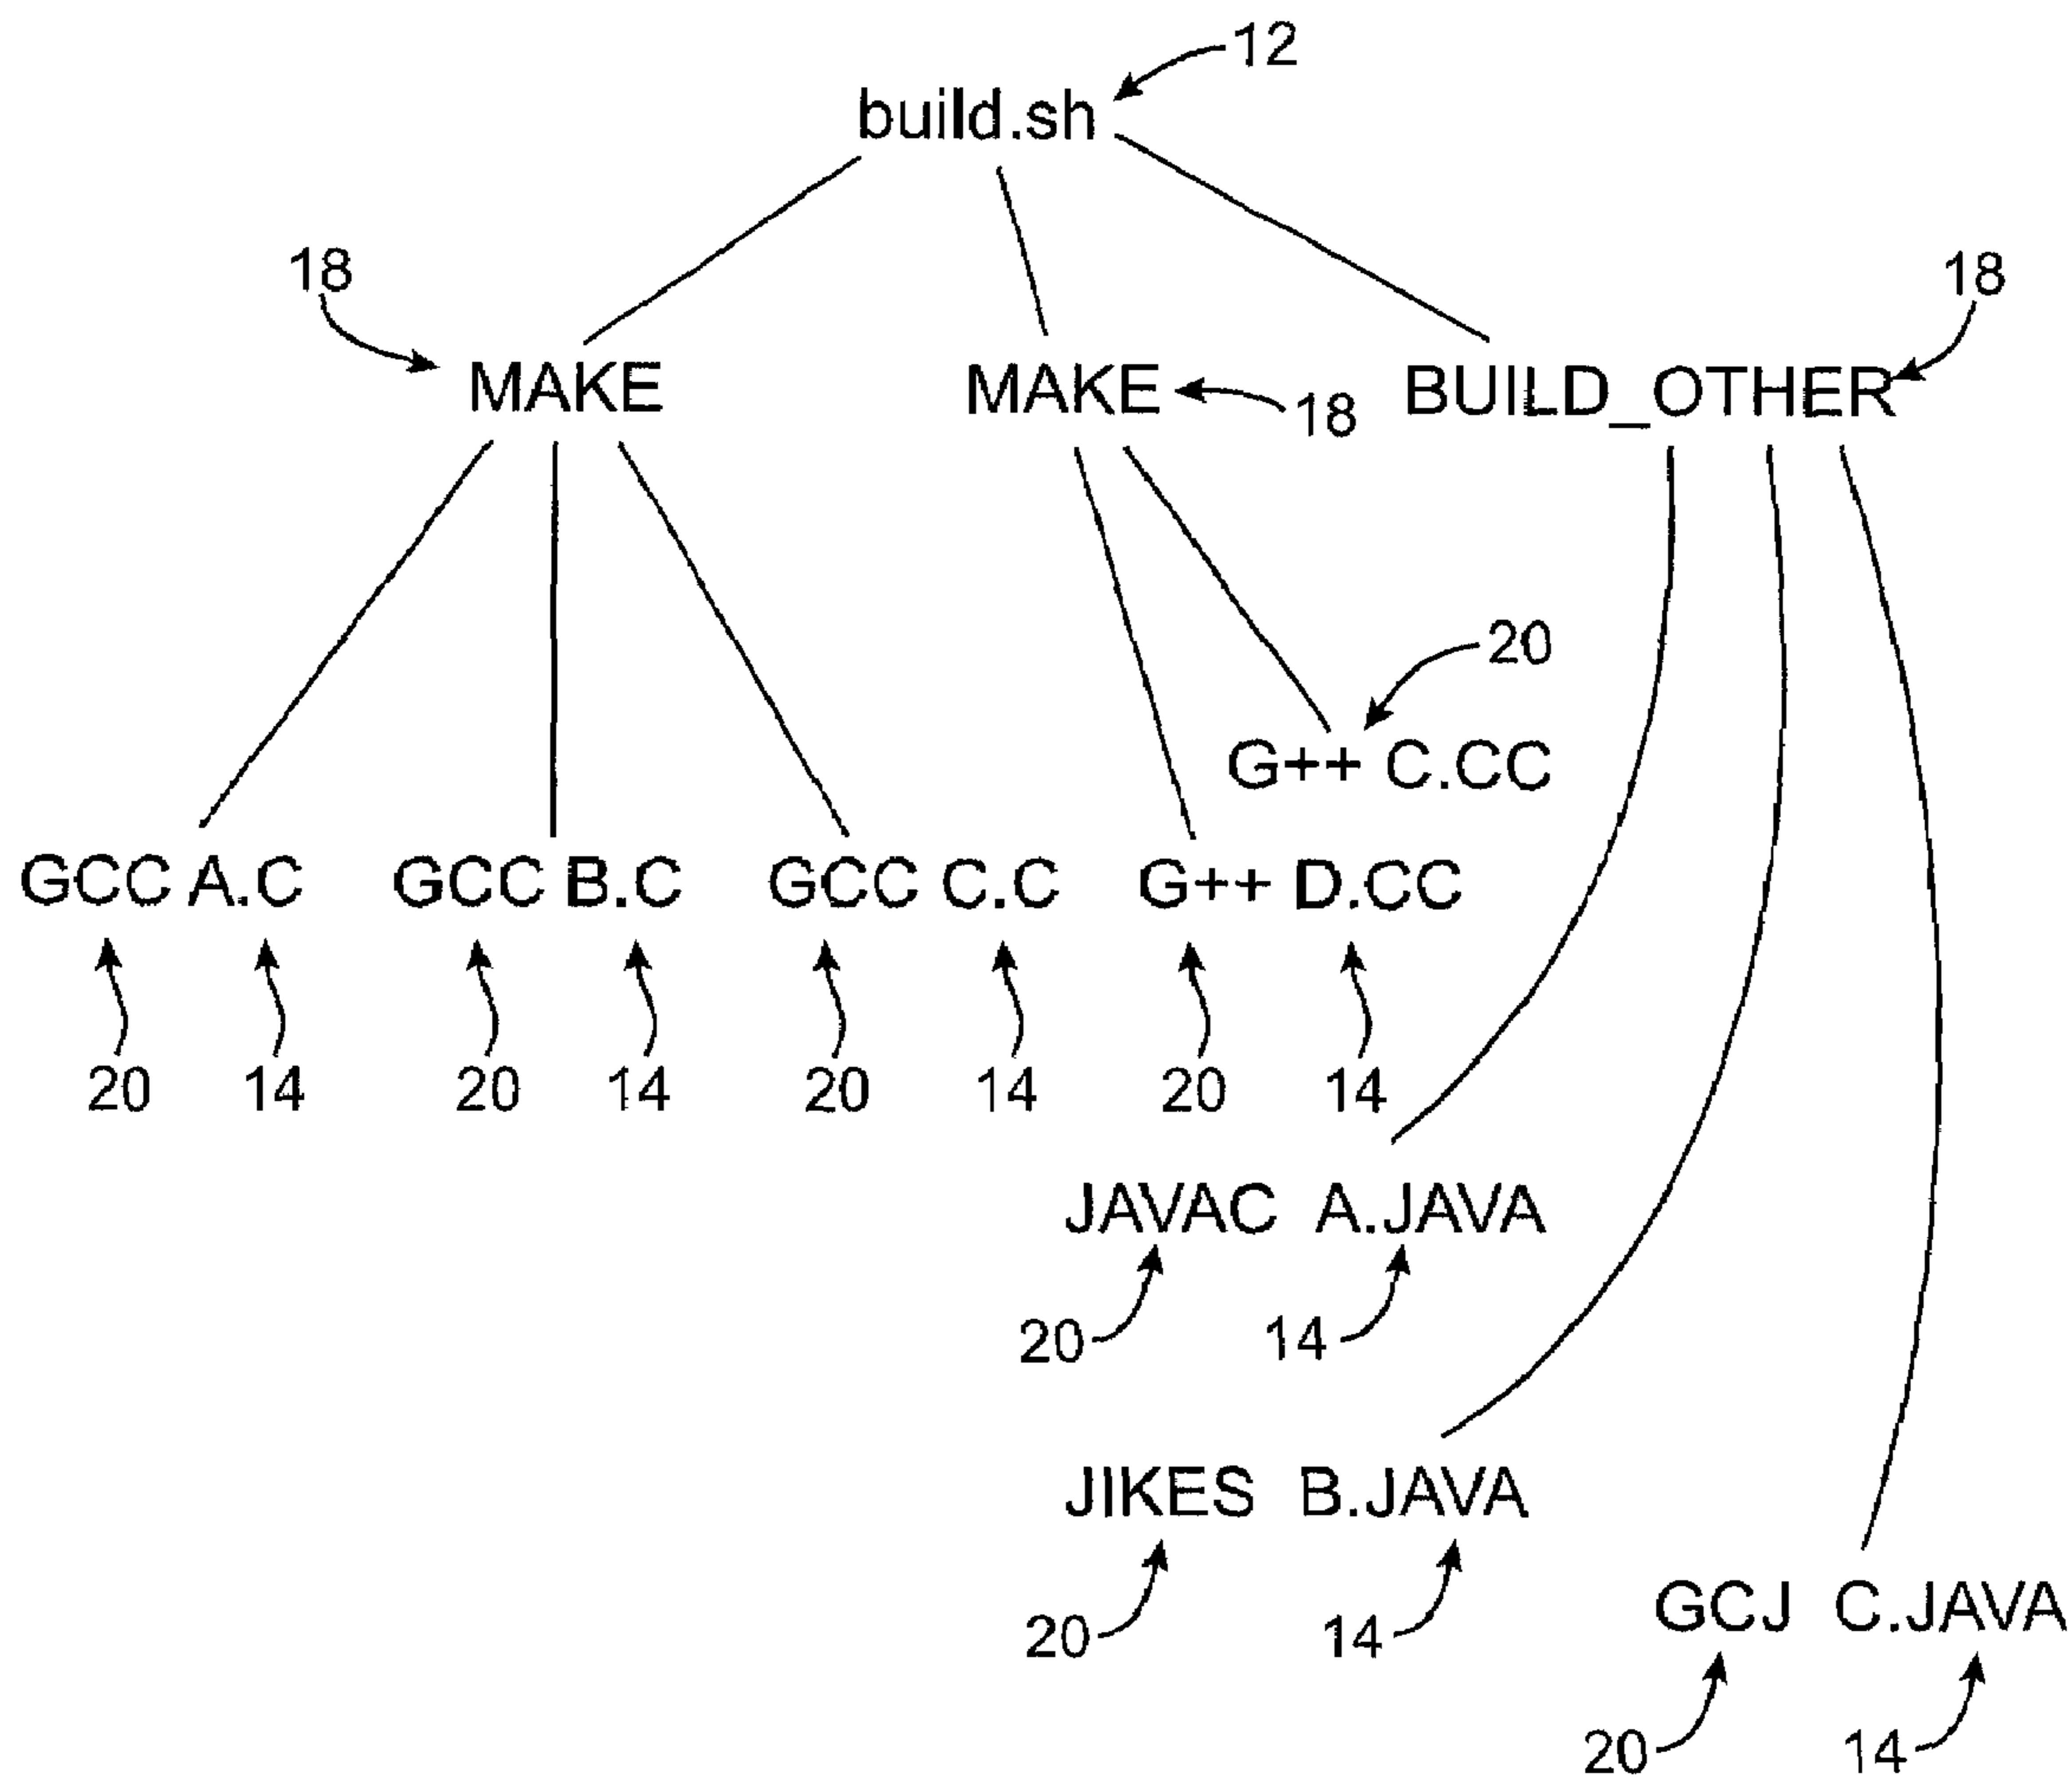 12
build.sh
18
18
MAKE
MAKE
18
BUILD_OTHER
20
G++ C.CC
GCC A.C
GCC B.C
GCC C.C
G++ D.CC
20
14
20
14
20
14
20
14
JAVAC A.JAVA
20
14
JIKES B.JAVA
20
14
GCJ C.JAVA
20
14